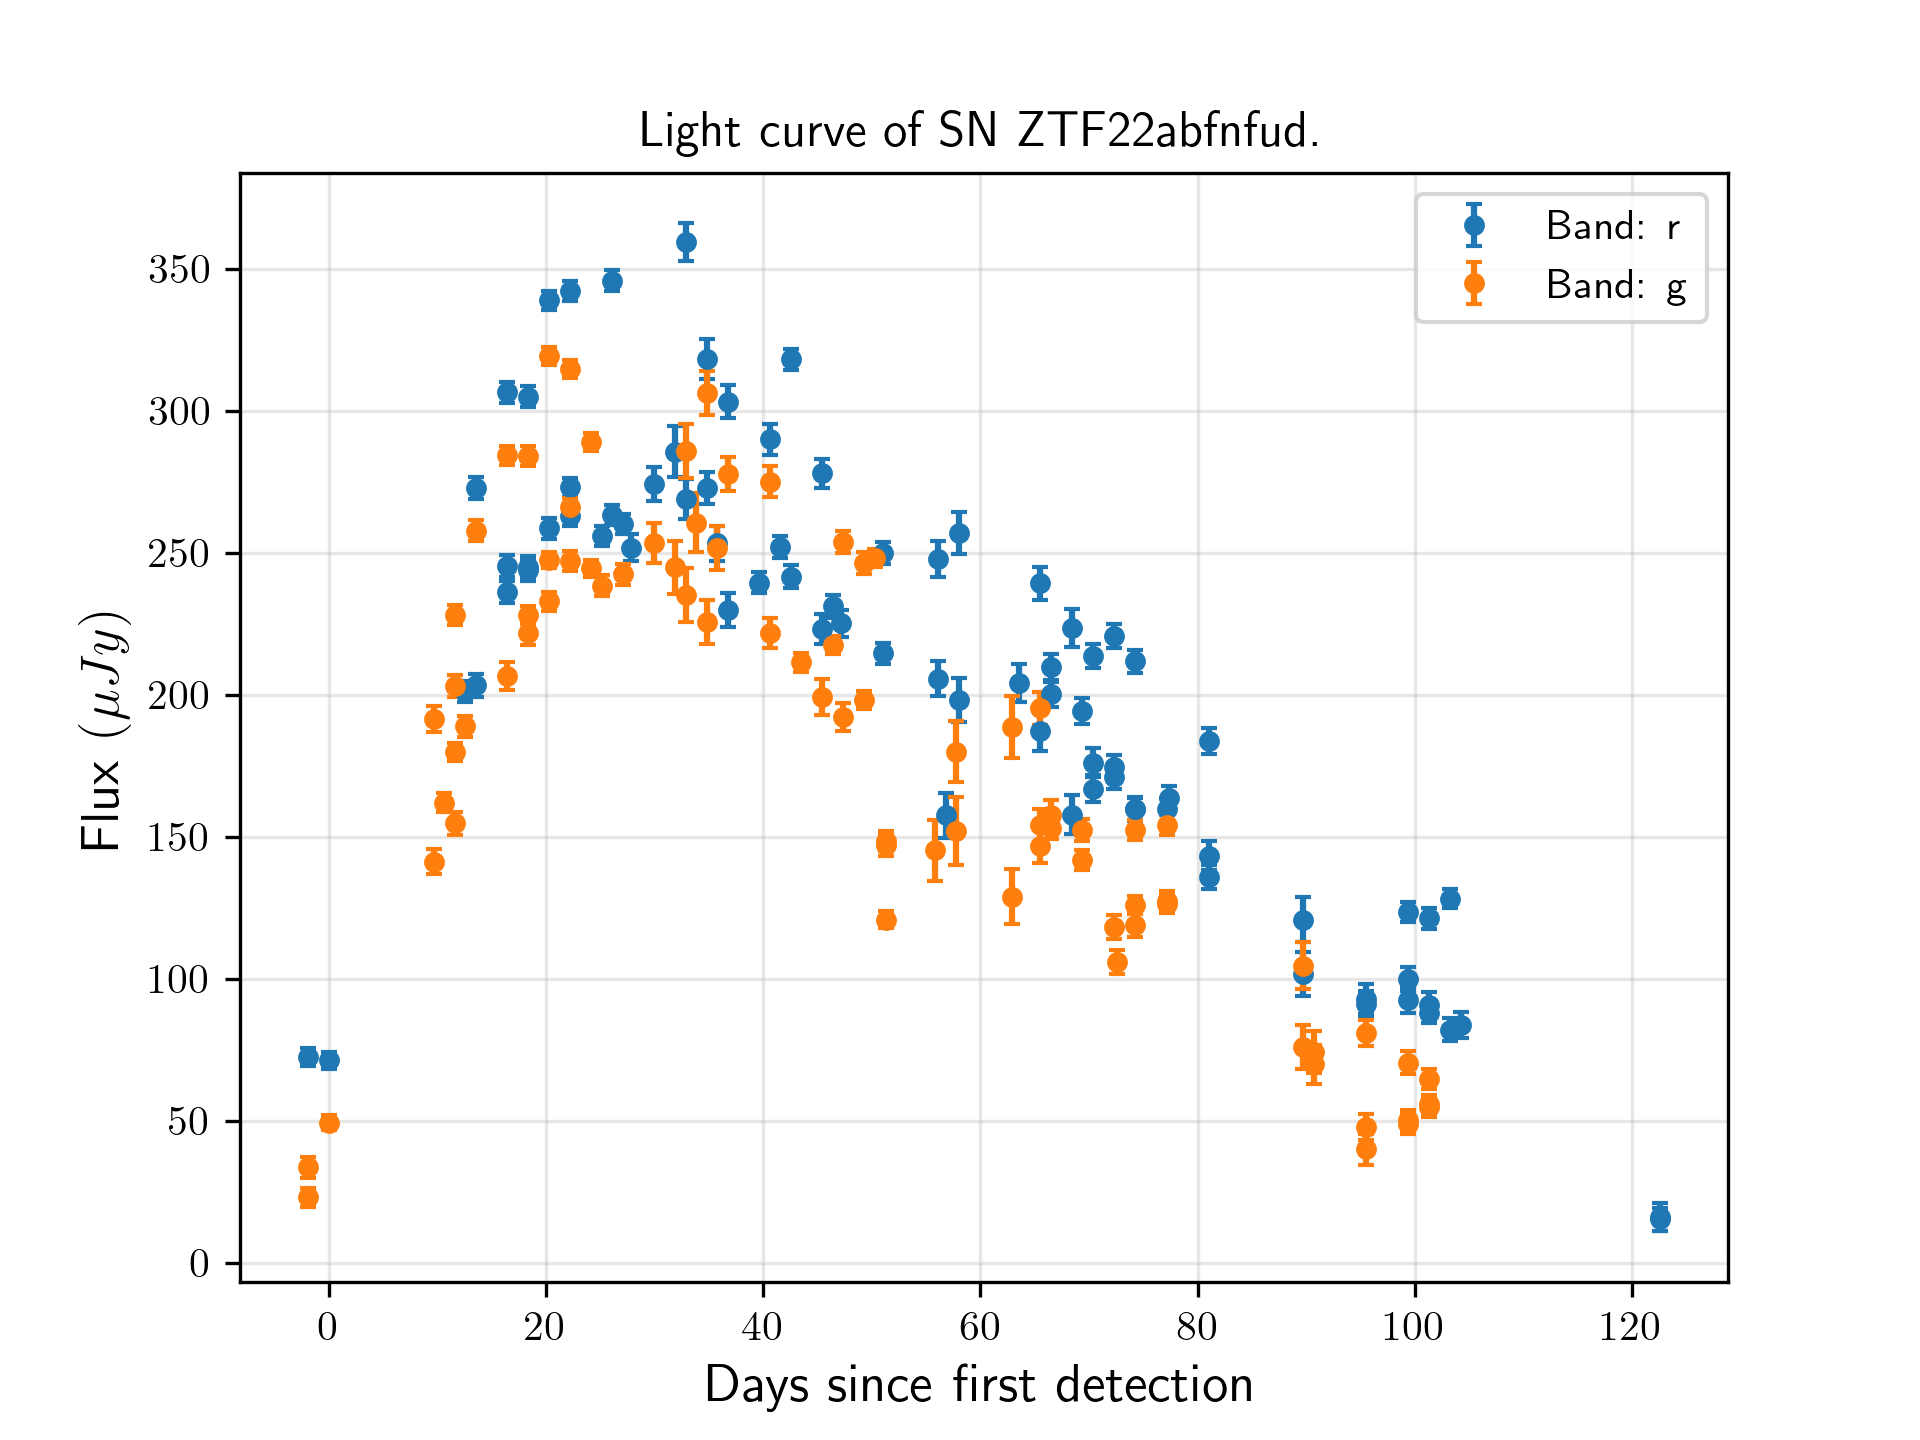 Light curve of SN ZTF22abfnfud.
Band: r
Band: g
350
300
250
200
150
100
50
0
Flux (μJy)
0 20 40 60 80 100 120
Days since first detection